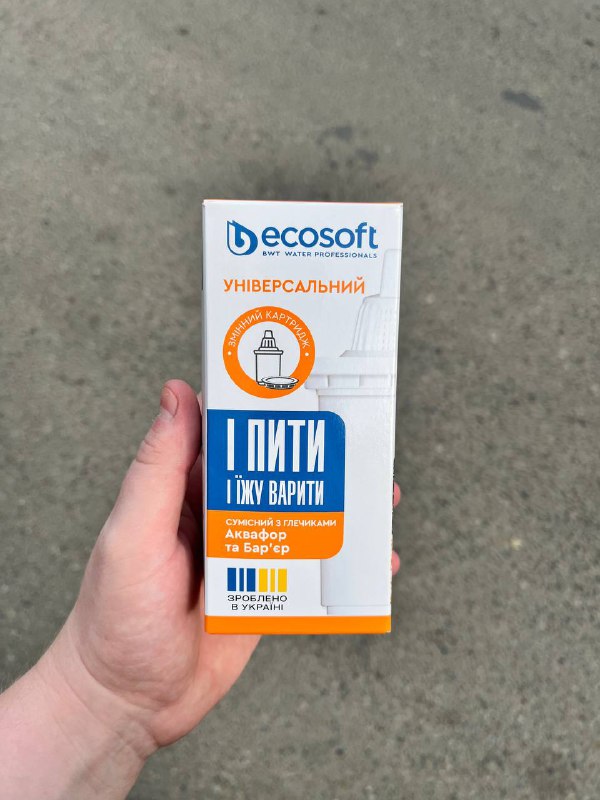 ecosoft
BWT WATER PROFESSIONALS
УНІВЕРСАЛЬНИЙ
• ЗМІННИЙ КАРТРИДЖ •
І ПИТИ
І ЇЖУ ВАРИТИ
СУМІСНИЙ З ГЛЕЧИКАМИ
Аквафор
та Бар’єр
ЗРОБЛЕНО
В УКРАЇНІ